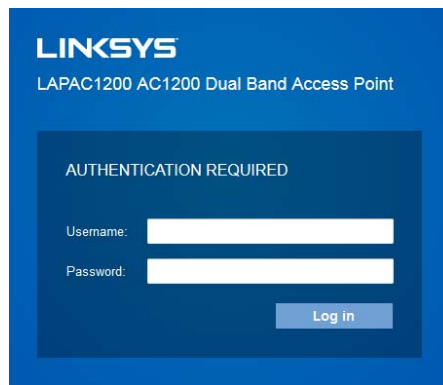 LINKSYS
LAPAC1200 AC1200 Dual Band Access Point
AUTHENTICATION REQUIRED
Username:
Password:
Log in